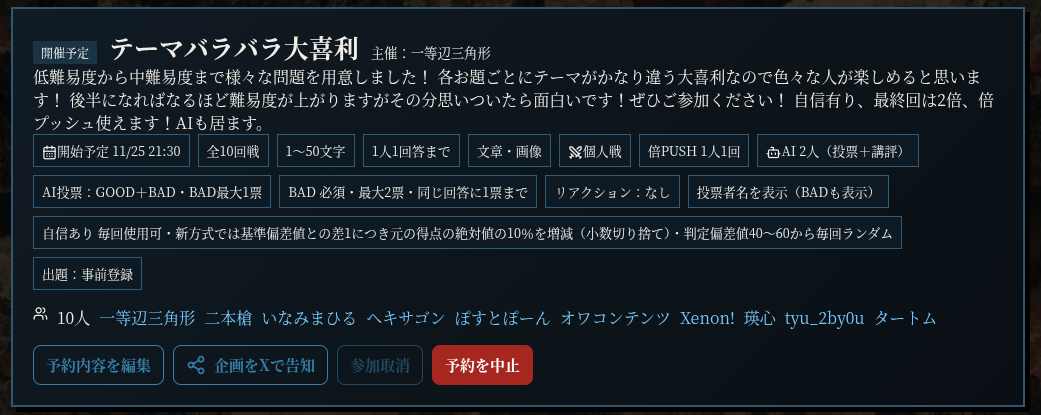 開催予定 テーマバラバラ大喜利 主催：一等辺三角形
低難易度から中難易度まで様々な問題を用意しました！ 各お題ごとにテーマがかなり違う大喜利なので色々な人が楽しめると思いま
す！ 後半になればなるほど難易度が上がりますがその分思いついたら面白いです！ぜひご参加ください！ 自信有り、最終回は2倍、倍
プッシュ使えます！AIも居ます。
開始予定 11/25 21:30 全10回戦 1〜50文字 1人1回答まで 文章・画像 個人戦 倍PUSH 1人1回 AI 2人（投票＋講評）
AI投票：GOOD＋BAD・BAD最大1票 BAD 必須・最大2票・同じ回答に1票まで リアクション：なし 投票者名を表示（BADも表示）
自信あり 毎回使用可・新方式では基準偏差値との差1につき元の得点の絶対値の10%を増減（小数切り捨て）・判定偏差値40〜60から毎回ランダム
出題：事前登録
10人 一等辺三角形 二本槍 いなみまひる ヘキサゴン ぽすとぽーん オワコンテンツ Xenon! 瑛心 tyu_2by0u タートム
予約内容を編集 企画をXで告知 参加取消 予約を中止